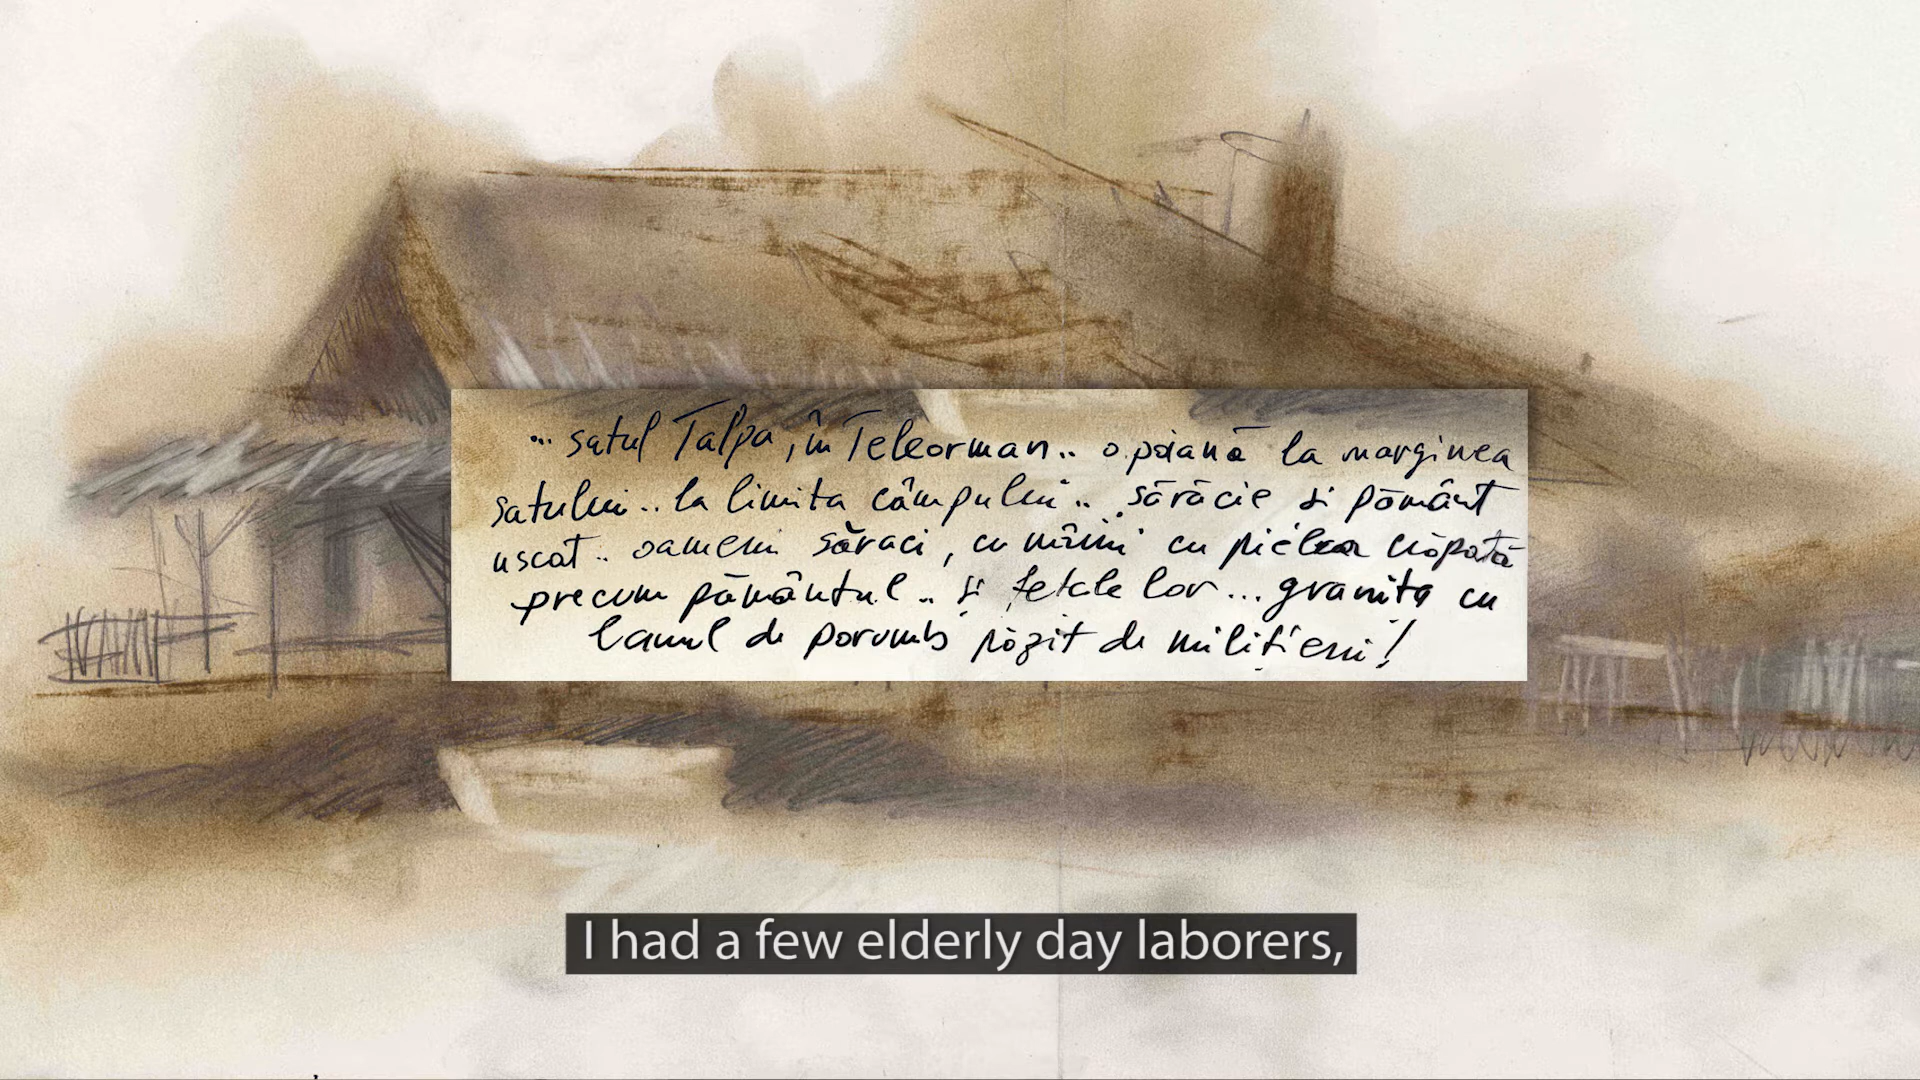 ... satul Talpa, în Teleorman.. o poiană la marginea
satului.. la limita câmpului.. sărăcie și pământ
uscat.. oameni săraci, cu mîini cu pielea crăpată
precum pământul.. și fetele lor... granița cu
lanul de porumb păzit de milițieni!
I had a few elderly day laborers,